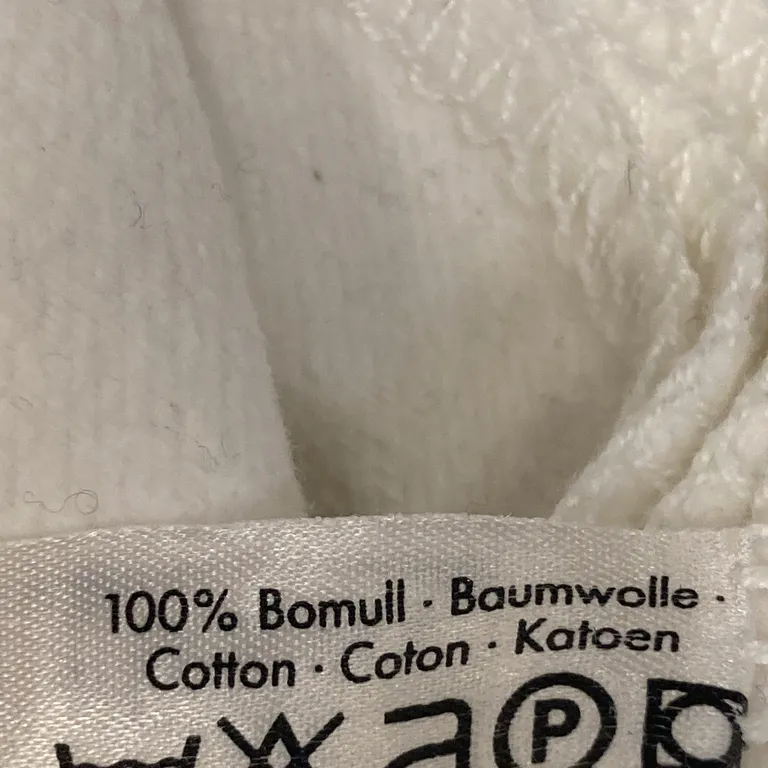 100% Bomull · Baumwolle ·
Cotton · Coton · Katoen
P